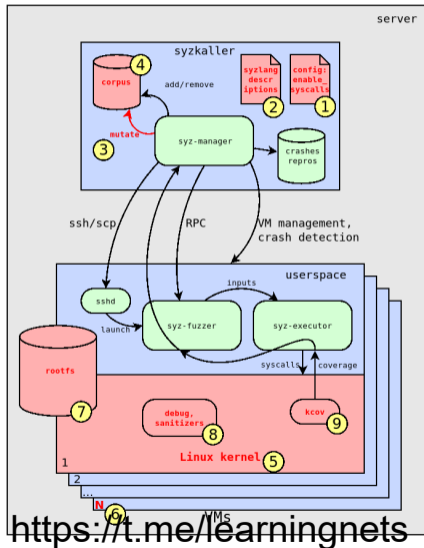 server
syzkaller
4
corpus
add/remove
syzlang
descr
iptions
2
config:
enable_
syscalls
1
mutate
3
syz-manager
crashes
repros
ssh/scp
RPC
VM management,
crash detection
userspace
sshd
inputs
launch
syz-fuzzer
syz-executor
syscalls
coverage
rootfs
7
debug,
sanitizers
8
kcov
9
Linux kernel
5
1
2
...
N
6
VMs
https://t.me/learningnets